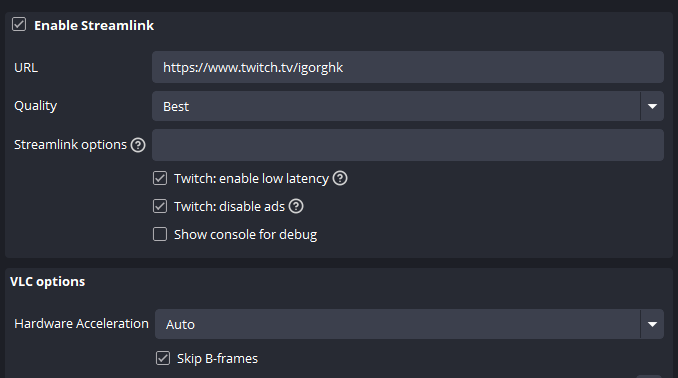 Enable Streamlink
URL https://www.twitch.tv/igorghk
Quality Best
Streamlink options ?
Twitch: enable low latency ?
Twitch: disable ads ?
Show console for debug
VLC options
Hardware Acceleration Auto
Skip B-frames